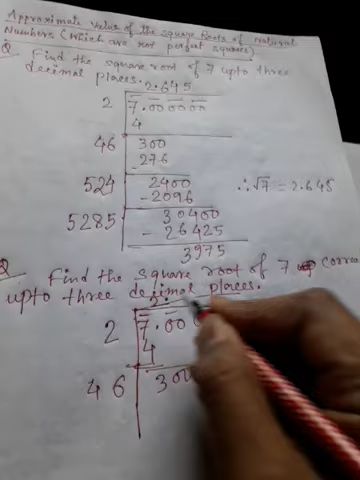 Approximate value of the square Roots of natural
Numbers (which are not perfect squares)
Q Find the square root of 7 upto three
decimal places.
2.645
2 7.00 00 00
4
46 300
276
524 2400
- 2096
5285 30400
- 26425
3975
∴ √7 = 2.645
Q Find the square root of 7
upto three decimal places.
2.
2 7.00
4
46 300